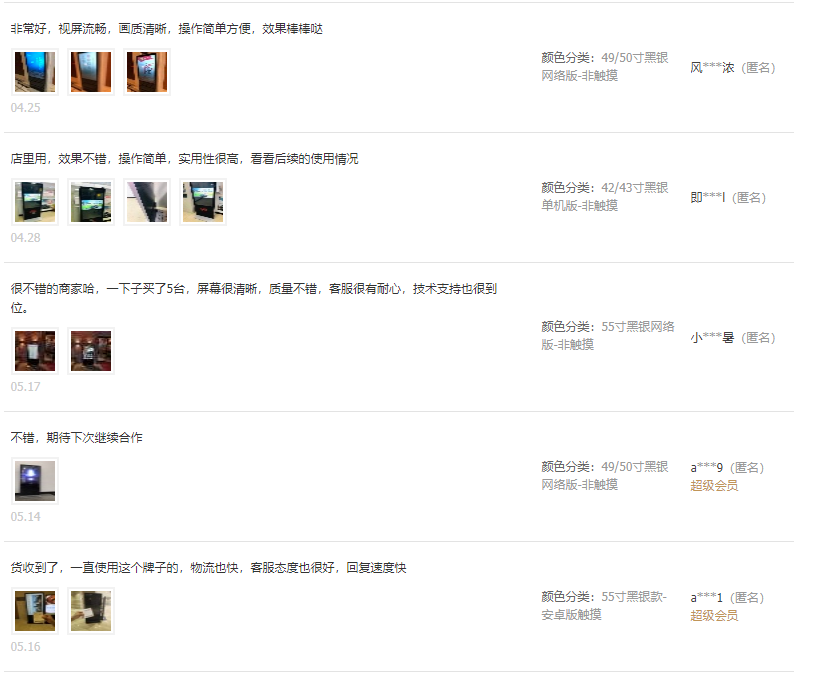 非常好，视屏流畅，画质清晰，操作简单方便，效果棒棒哒
颜色分类：49/50寸黑银
网络版-非触摸
风***浓（匿名）
04.25
店里用，效果不错，操作简单，实用性很高，看看后续的使用情况
颜色分类：42/43寸黑银
单机版-非触摸
即***l（匿名）
04.28
很不错的商家哈，一下子买了5台，屏幕很清晰，质量不错，客服很有耐心，技术支持也很到
位。
颜色分类：55寸黑银网络
版-非触摸
小***暑（匿名）
05.17
不错，期待下次继续合作
颜色分类：49/50寸黑银
网络版-非触摸
a***9（匿名）
超级会员
05.14
货收到了，一直使用这个牌子的，物流也快，客服态度也很好，回复速度快
颜色分类：55寸黑银款-
安卓版触摸
a***1（匿名）
超级会员
05.16